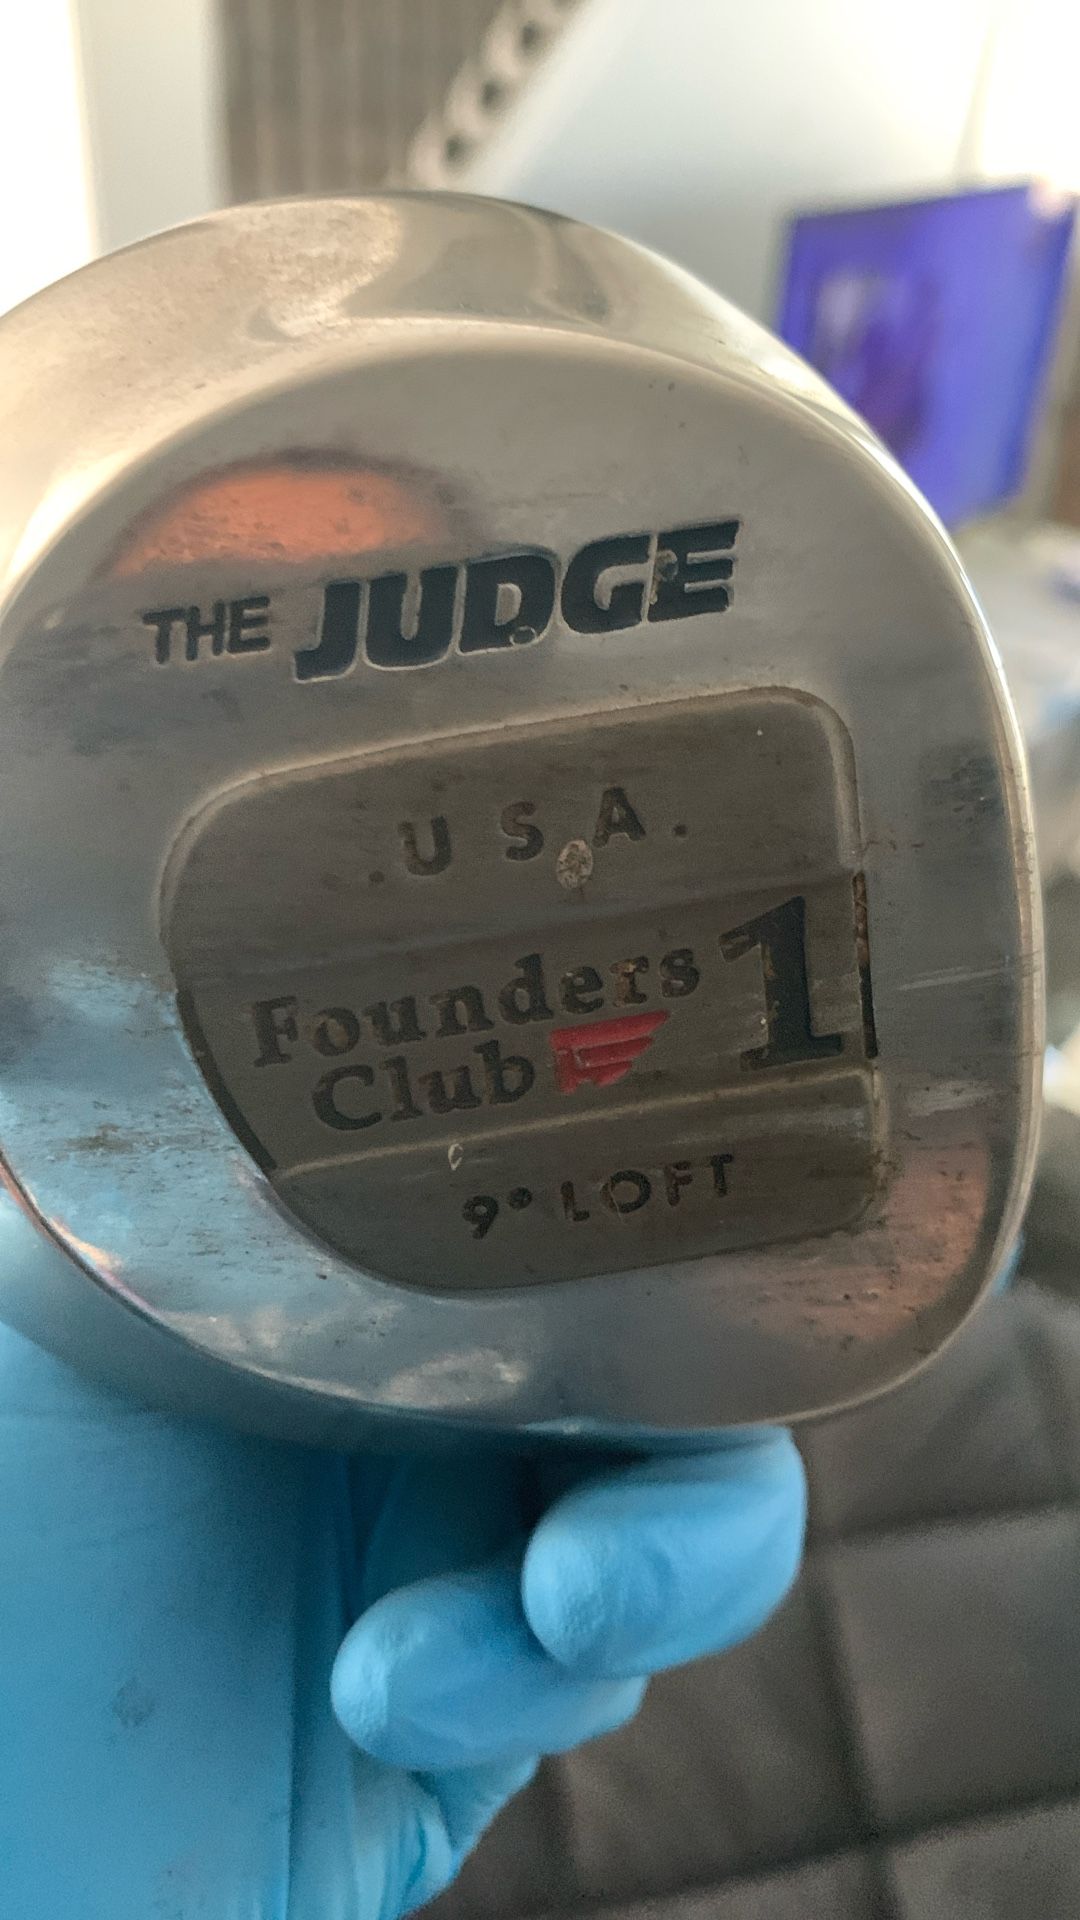 THE JUDGE
. U S A .
Founders
Club
1
9° LOFT